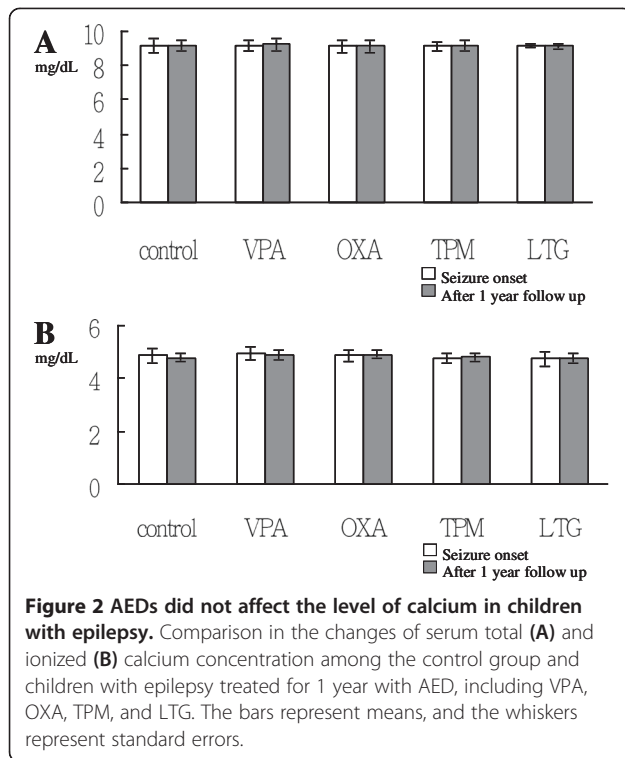 A
mg/dL
10
8
6
4
2
0
control VPA OXA TPM LTG
Seizure onset
After 1 year follow up
B
mg/dL
6
4
2
0
control VPA OXA TPM LTG
Seizure onset
After 1 year follow up
Figure 2 AEDs did not affect the level of calcium in children
with epilepsy. Comparison in the changes of serum total (A) and
ionized (B) calcium concentration among the control group and
children with epilepsy treated for 1 year with AED, including VPA,
OXA, TPM, and LTG. The bars represent means, and the whiskers
represent standard errors.